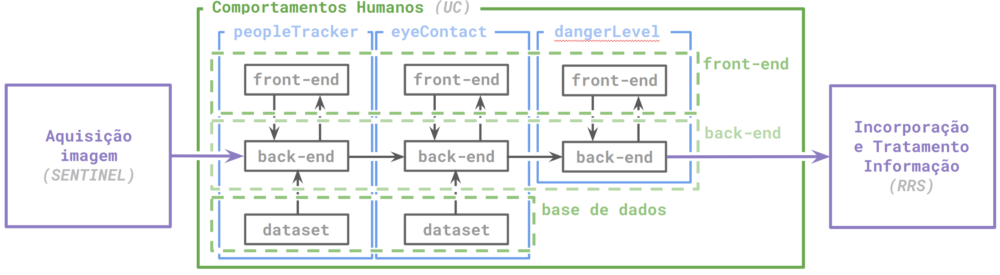 Comportamentos Humanos (UC)
peopleTracker
eyeContact
dangerLevel
front-end
front-end
front-end
front-end
Aquisição
imagem
(SENTINEL)
back-end
back-end
back-end
back-end
Incorporação
e Tratamento
Informação
(RRS)
base de dados
dataset
dataset